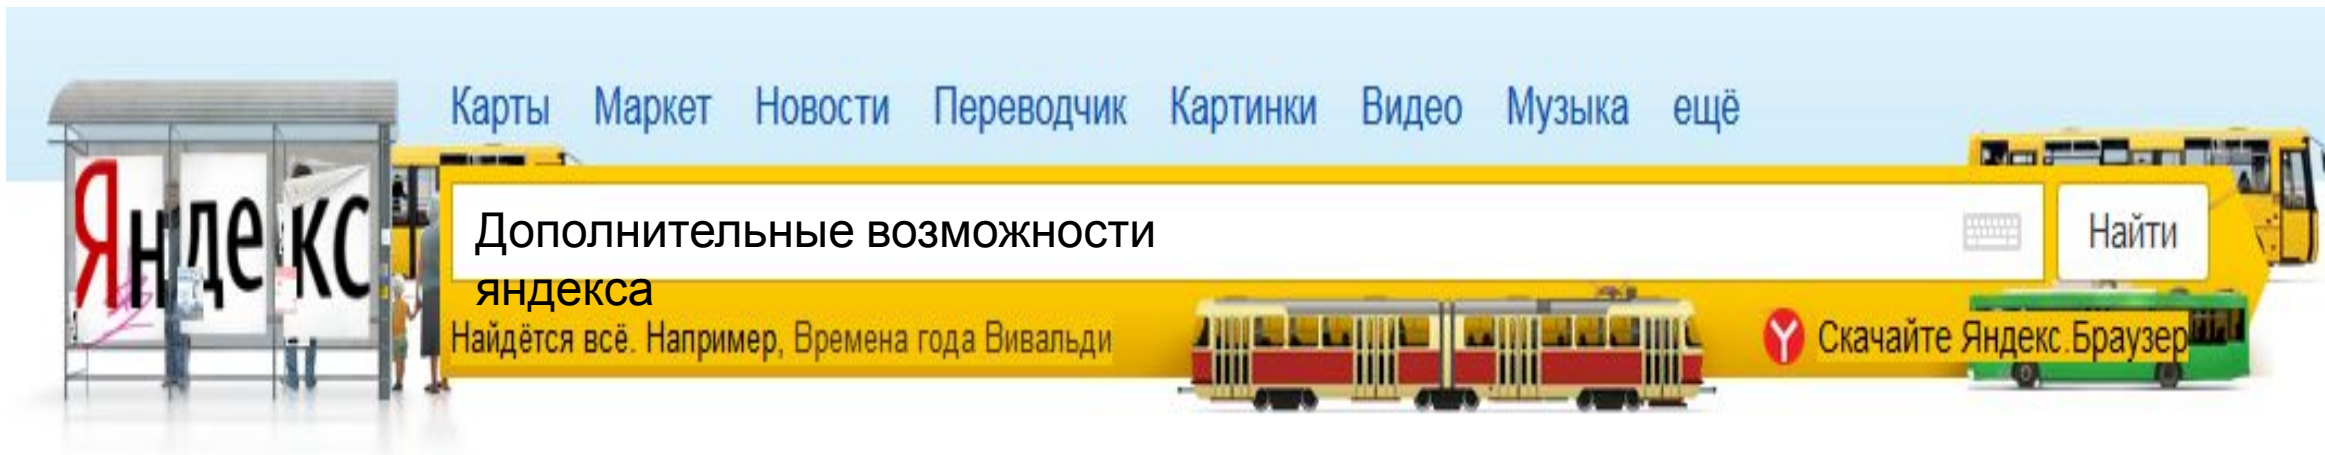 Карты Маркет Новости Переводчик Картинки Видео Музыка ещё
Яндекс
Дополнительные возможности
яндекса
Найти
Найдётся всё. Например, Времена года Вивальди
Скачайте Яндекс.Браузер